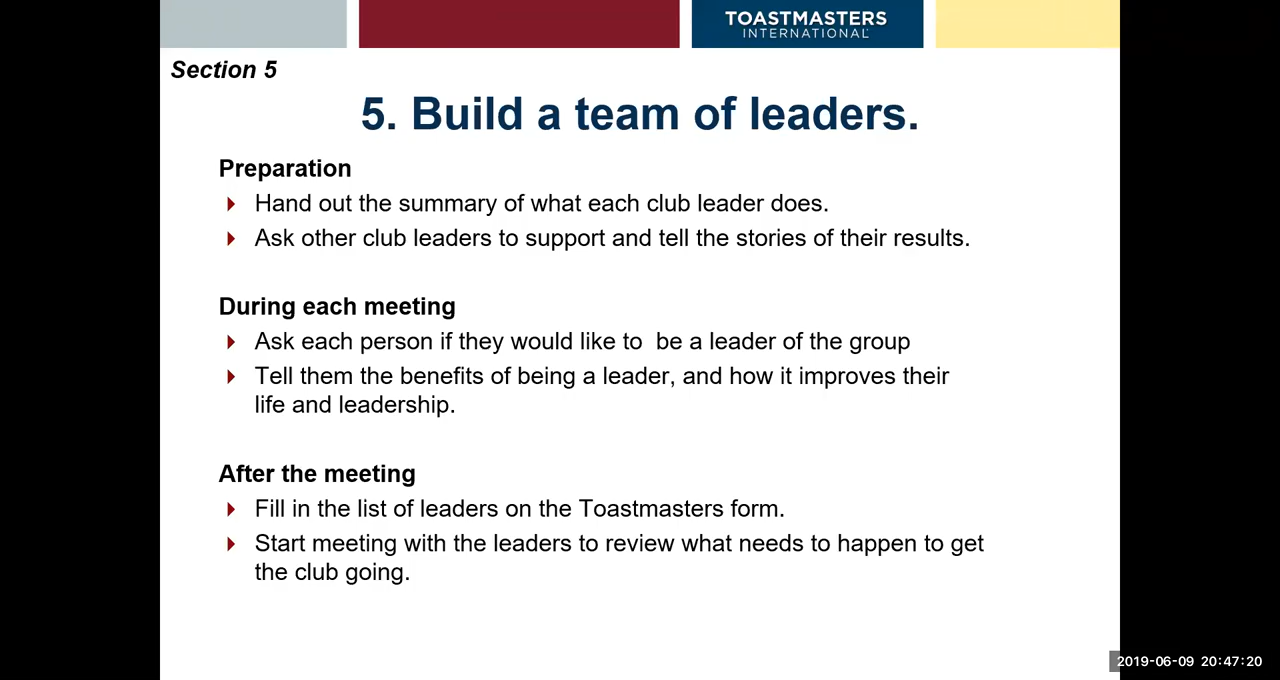 TOASTMASTERS
INTERNATIONAL
Section 5
5. Build a team of leaders.
Preparation
Hand out the summary of what each club leader does.
Ask other club leaders to support and tell the stories of their results.
During each meeting
Ask each person if they would like to  be a leader of the group
Tell them the benefits of being a leader, and how it improves their
life and leadership.
After the meeting
Fill in the list of leaders on the Toastmasters form.
Start meeting with the leaders to review what needs to happen to get
the club going.
2019-06-09 20:47:20